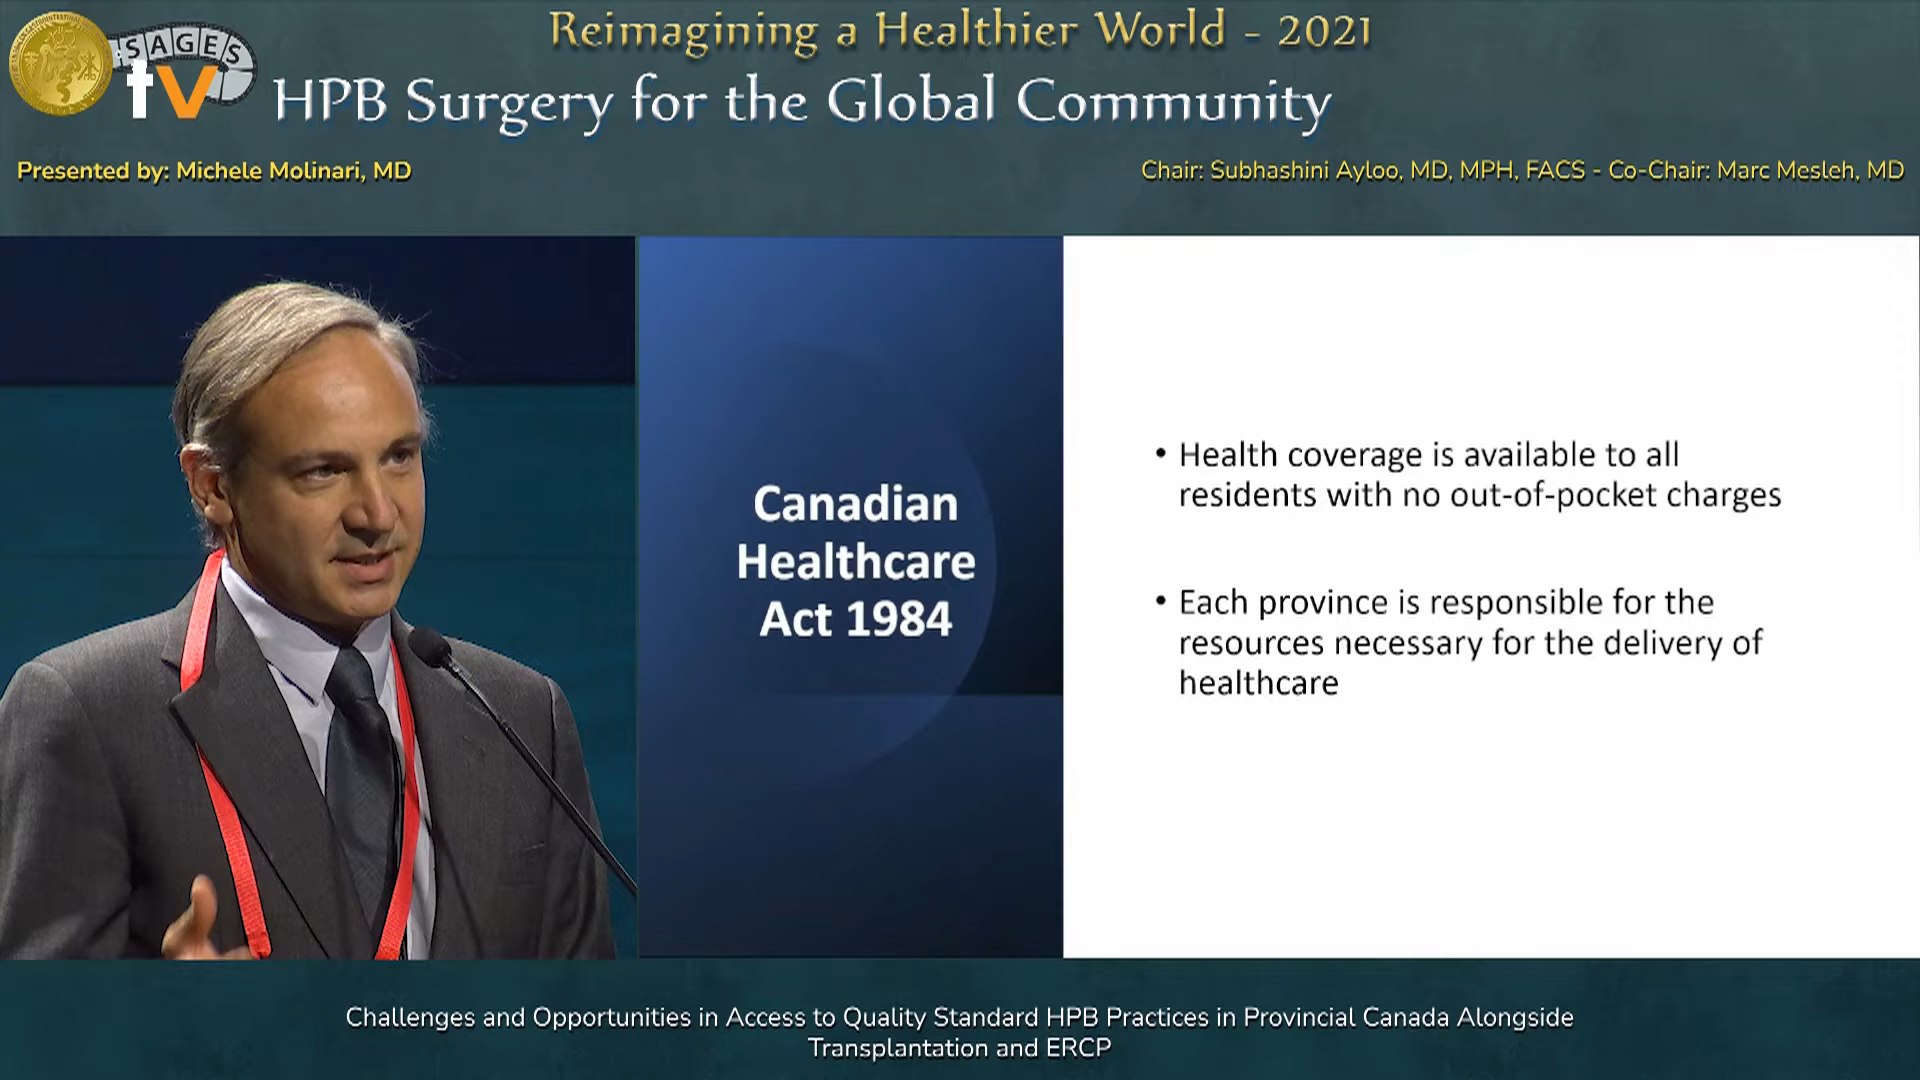 Reimagining a Healthier World - 2021
SAGES
tv
HPB Surgery for the Global Community
Presented by: Michele Molinari, MD
Chair: Subhashini Ayloo, MD, MPH, FACS - Co-Chair: Marc Mesleh, MD
Canadian
Healthcare
Act 1984
• Health coverage is available to all
residents with no out-of-pocket charges
• Each province is responsible for the
resources necessary for the delivery of
healthcare
Challenges and Opportunities in Access to Quality Standard HPB Practices in Provincial Canada Alongside
Transplantation and ERCP